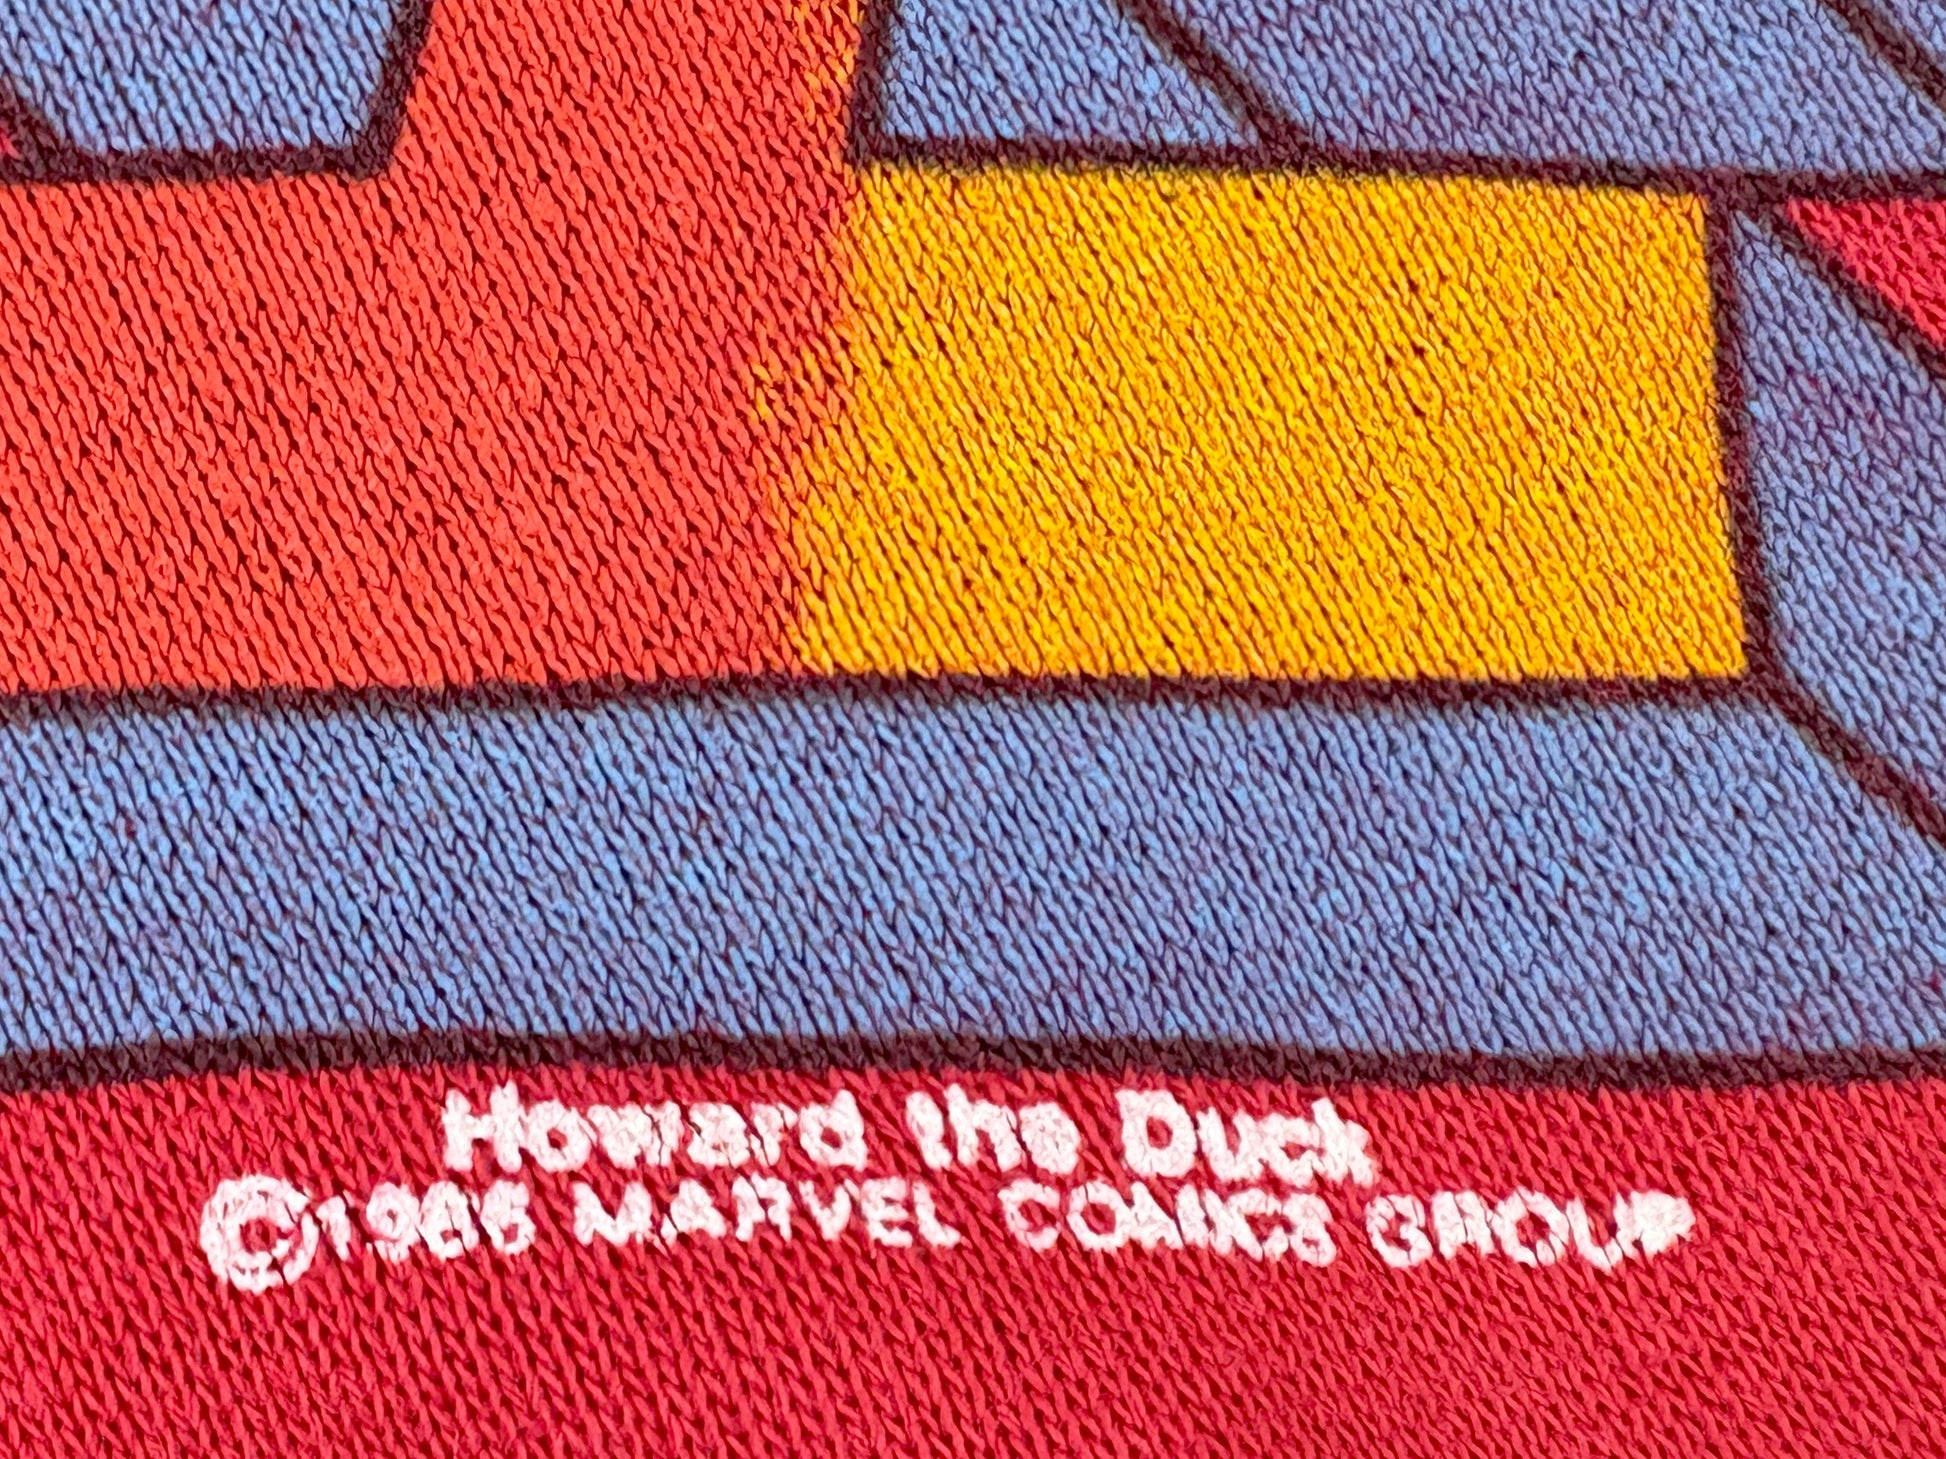 Howard the Duck
©1986 MARVEL COMICS GROUP